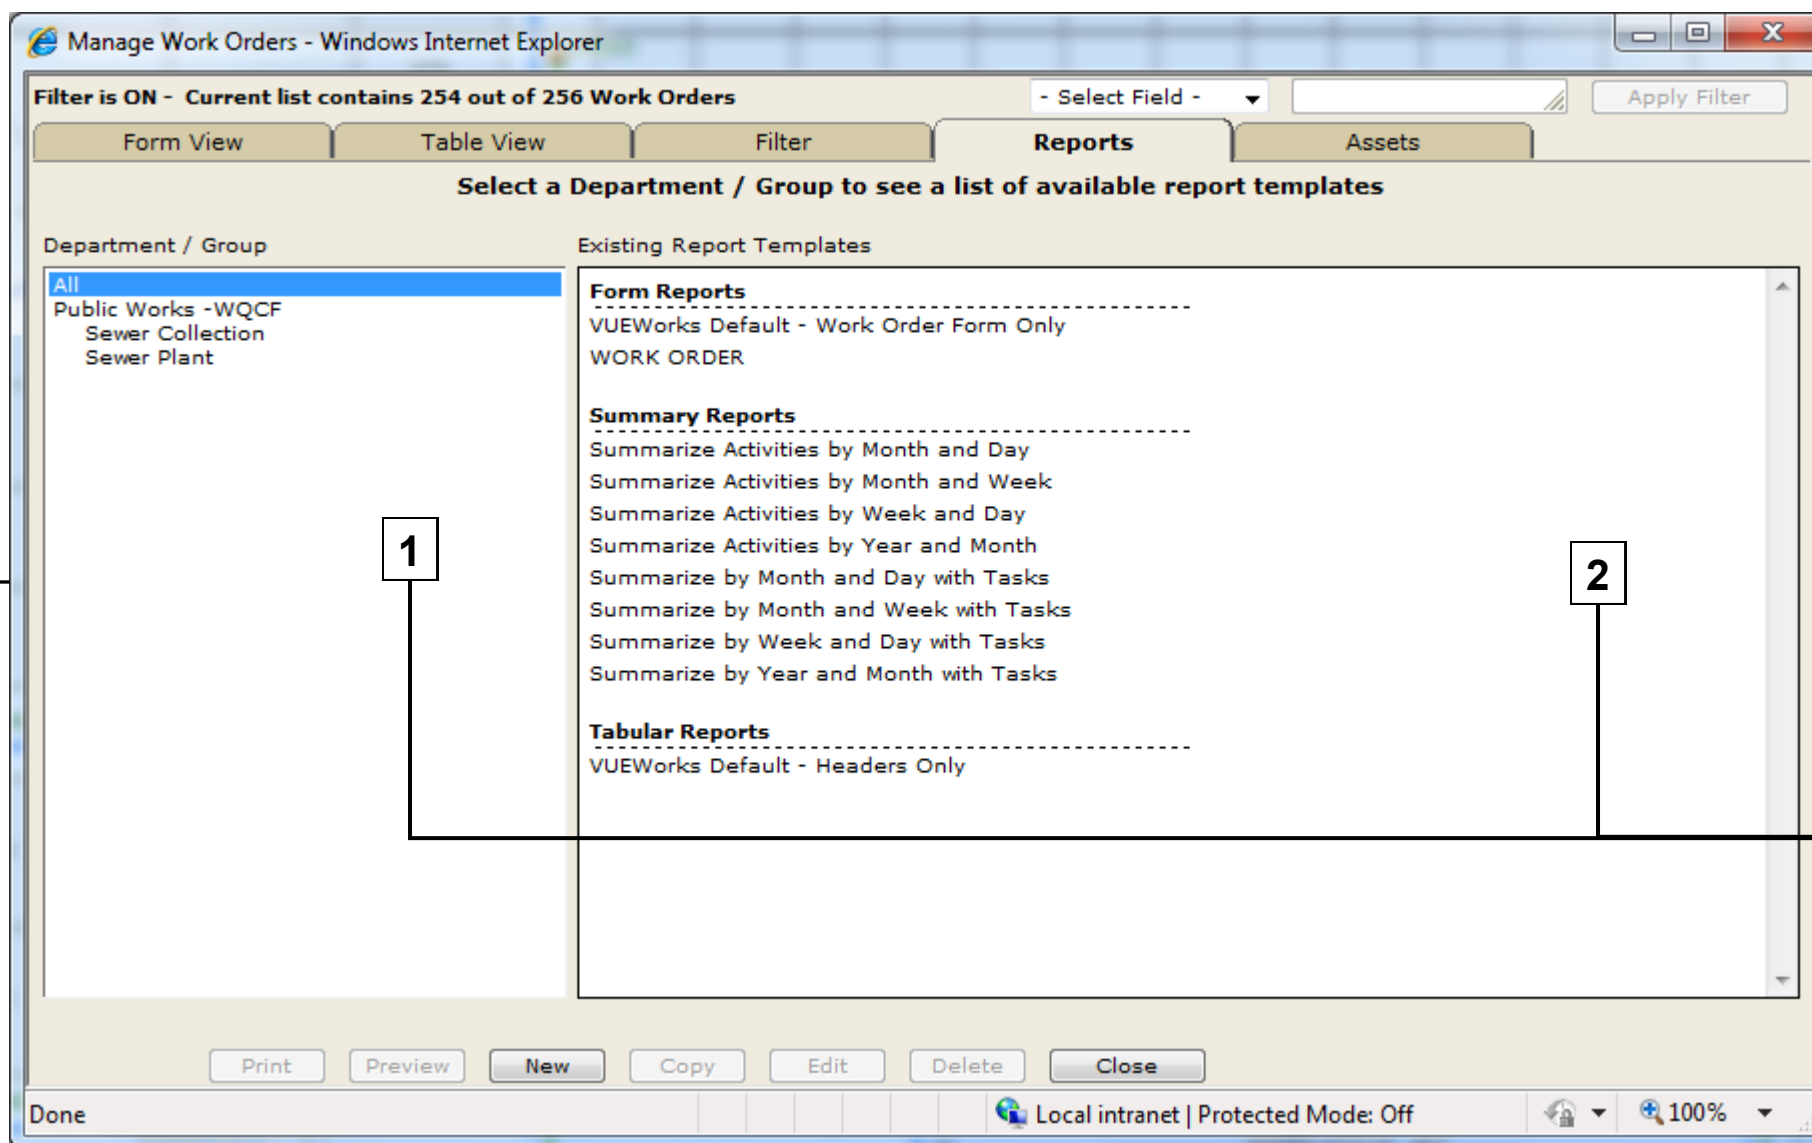 Manage Work Orders - Windows Internet Explorer
Filter is ON - Current list contains 254 out of 256 Work Orders
- Select Field -
Apply Filter
Form View
Table View
Filter
Reports
Assets
Select a Department / Group to see a list of available report templates
Department / Group
All
Public Works -WQCF
Sewer Collection
Sewer Plant
Existing Report Templates
Form Reports
VUEWorks Default - Work Order Form Only
WORK ORDER
Summary Reports
Summarize Activities by Month and Day
Summarize Activities by Month and Week
Summarize Activities by Week and Day
Summarize Activities by Year and Month
Summarize by Month and Day with Tasks
Summarize by Month and Week with Tasks
Summarize by Week and Day with Tasks
Summarize by Year and Month with Tasks
Tabular Reports
VUEWorks Default - Headers Only
1
2
Print
Preview
New
Copy
Edit
Delete
Close
Done
Local intranet | Protected Mode: Off
100%